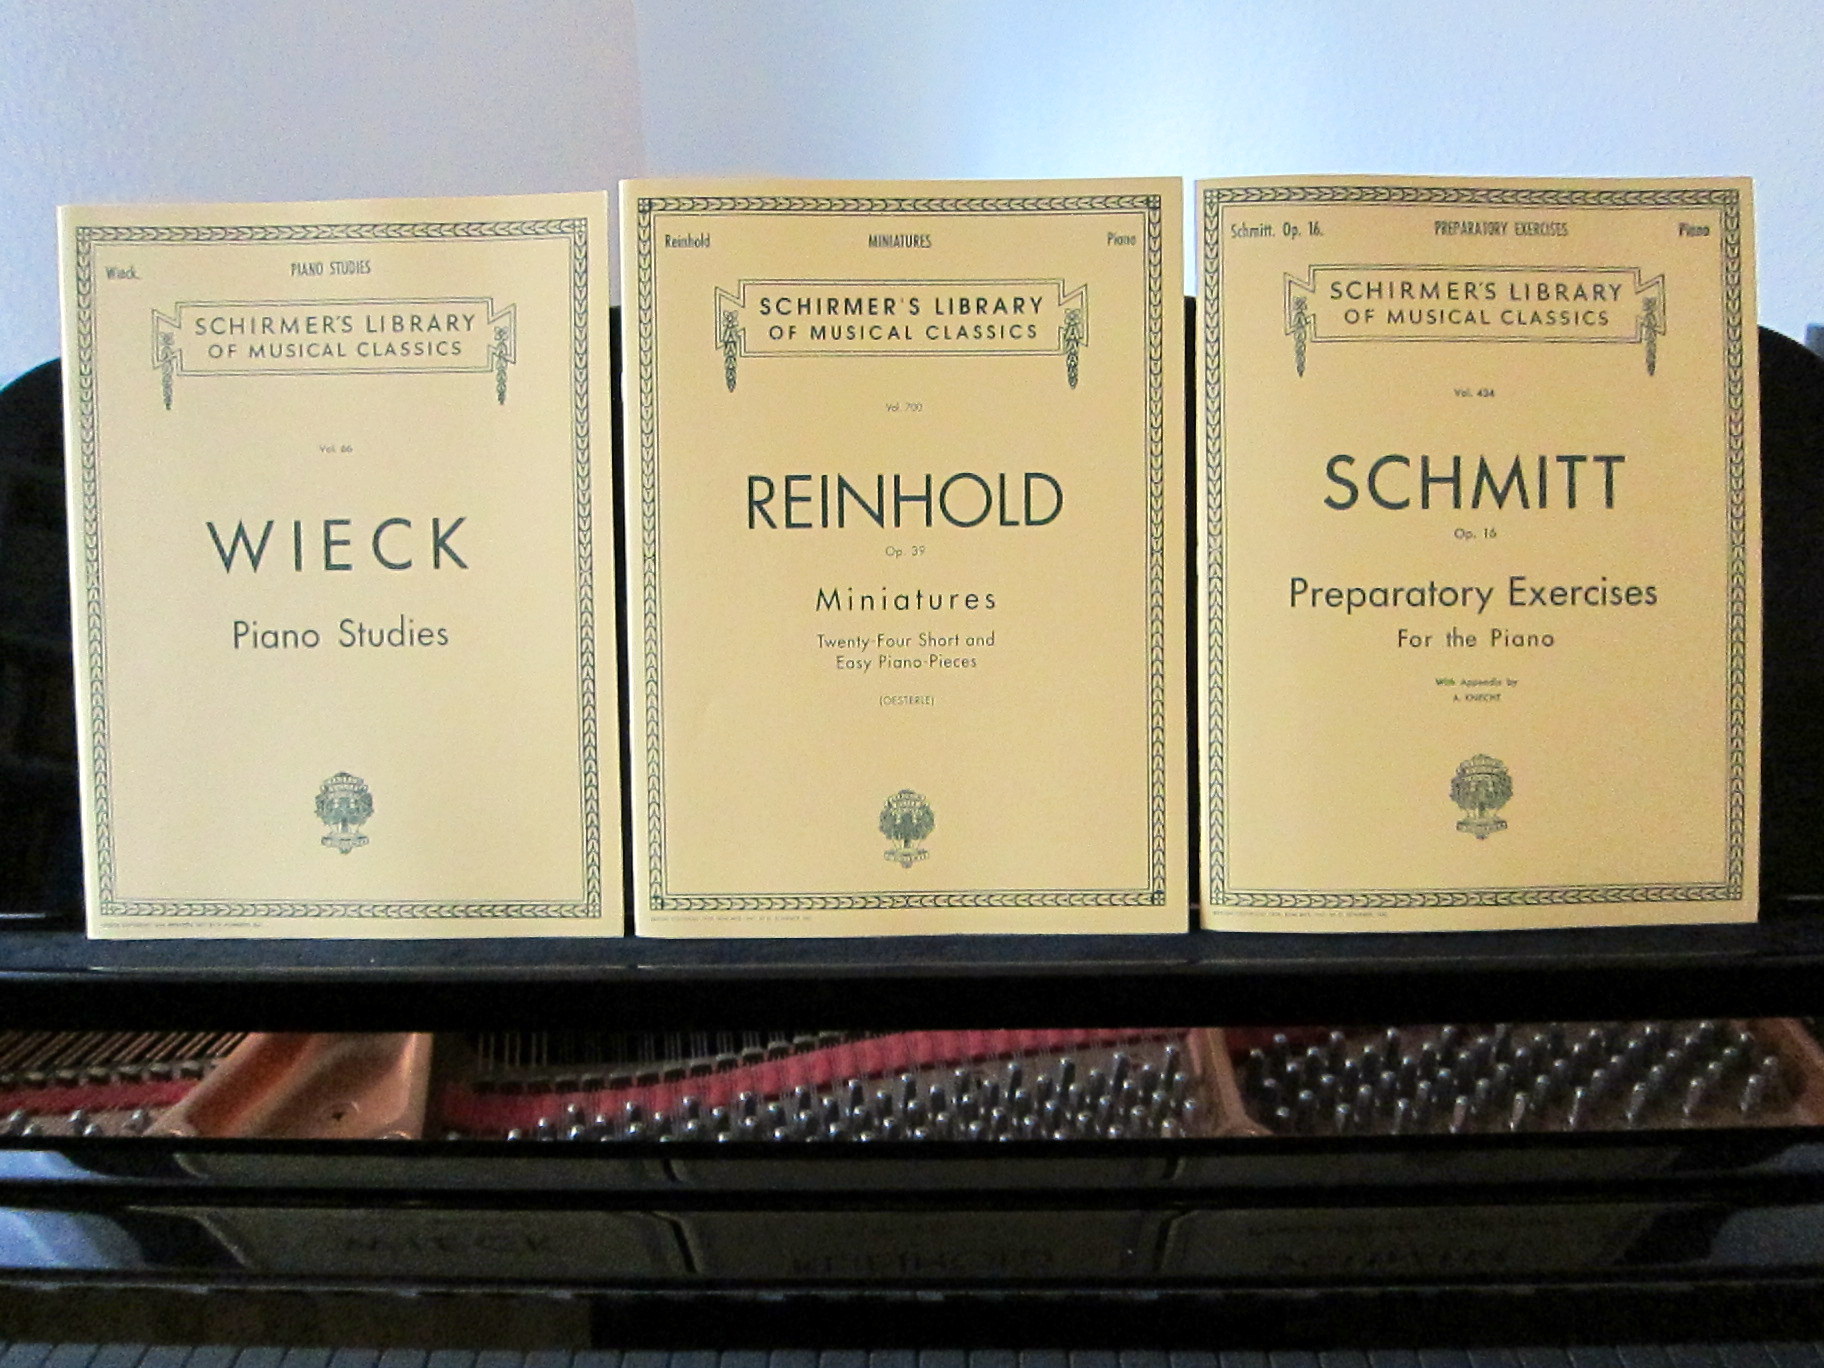 Wieck.
PIANO STUDIES
SCHIRMER'S LIBRARY
OF MUSICAL CLASSICS
Vol. 66
WIECK
Piano Studies
Reinhold
MINIATURES
Piano
SCHIRMER'S LIBRARY
OF MUSICAL CLASSICS
Vol. 700
REINHOLD
Op. 39
Miniatures
Twenty-Four Short and
Easy Piano-Pieces
(OESTERLE)
Schmitt. Op. 16.
PREPARATORY EXERCISES
Piano
SCHIRMER'S LIBRARY
OF MUSICAL CLASSICS
Vol. 434
SCHMITT
Op. 16
Preparatory Exercises
For the Piano
With Appendix by
A. KNECHT